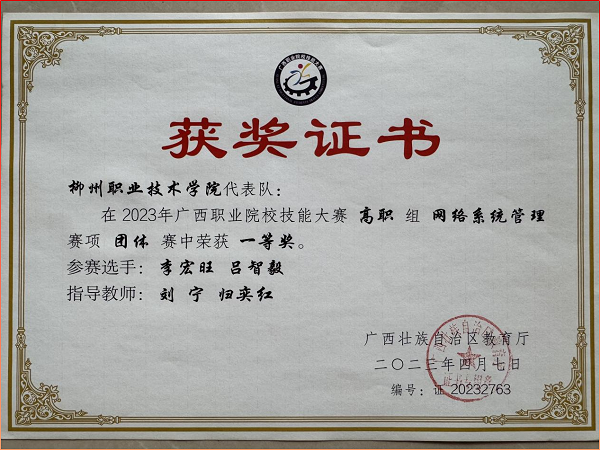 获奖证书
柳州职业技术学院代表队：
在2023年广西职业院校技能大赛 高职 组 网络系统管理
赛项 团体 赛中荣获 一等奖。
参赛选手：李宏旺 吕智毅
指导教师：刘 宁 归奕红
广西壮族自治区教育厅
二〇二三年四月七日
编号：证 20232763